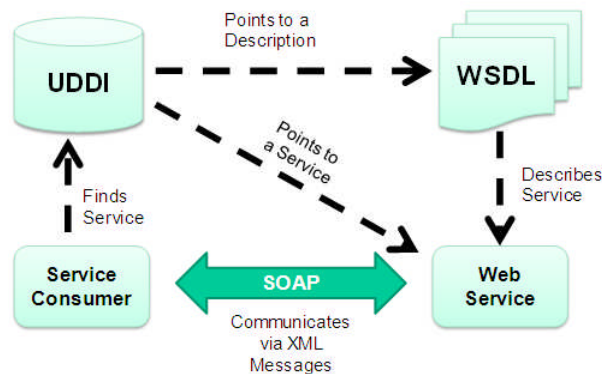 Points to a
Description
UDDI
WSDL
Points to
a Service
Finds
Service
Describes
Service
Service
Consumer
SOAP
Web
Service
Communicates
via XML
Messages